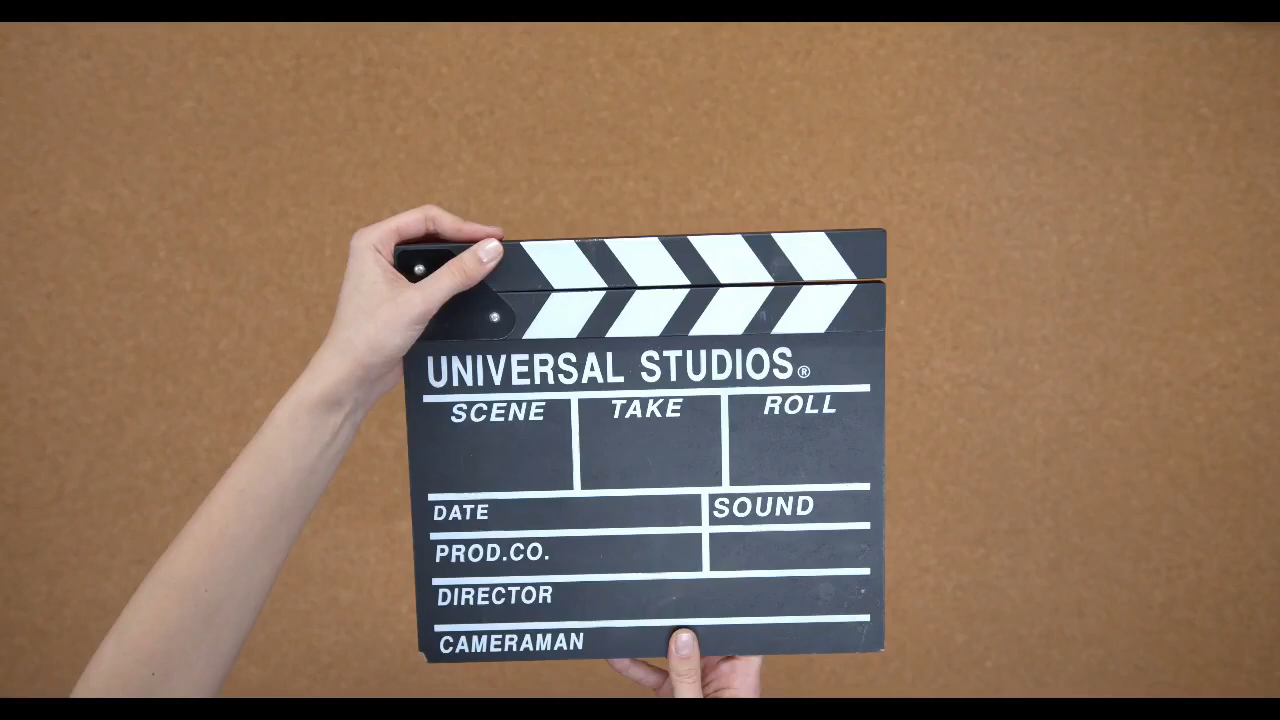 UNIVERSAL STUDIOS®
SCENE TAKE ROLL
DATE SOUND
PROD.CO.
DIRECTOR
CAMERAMAN